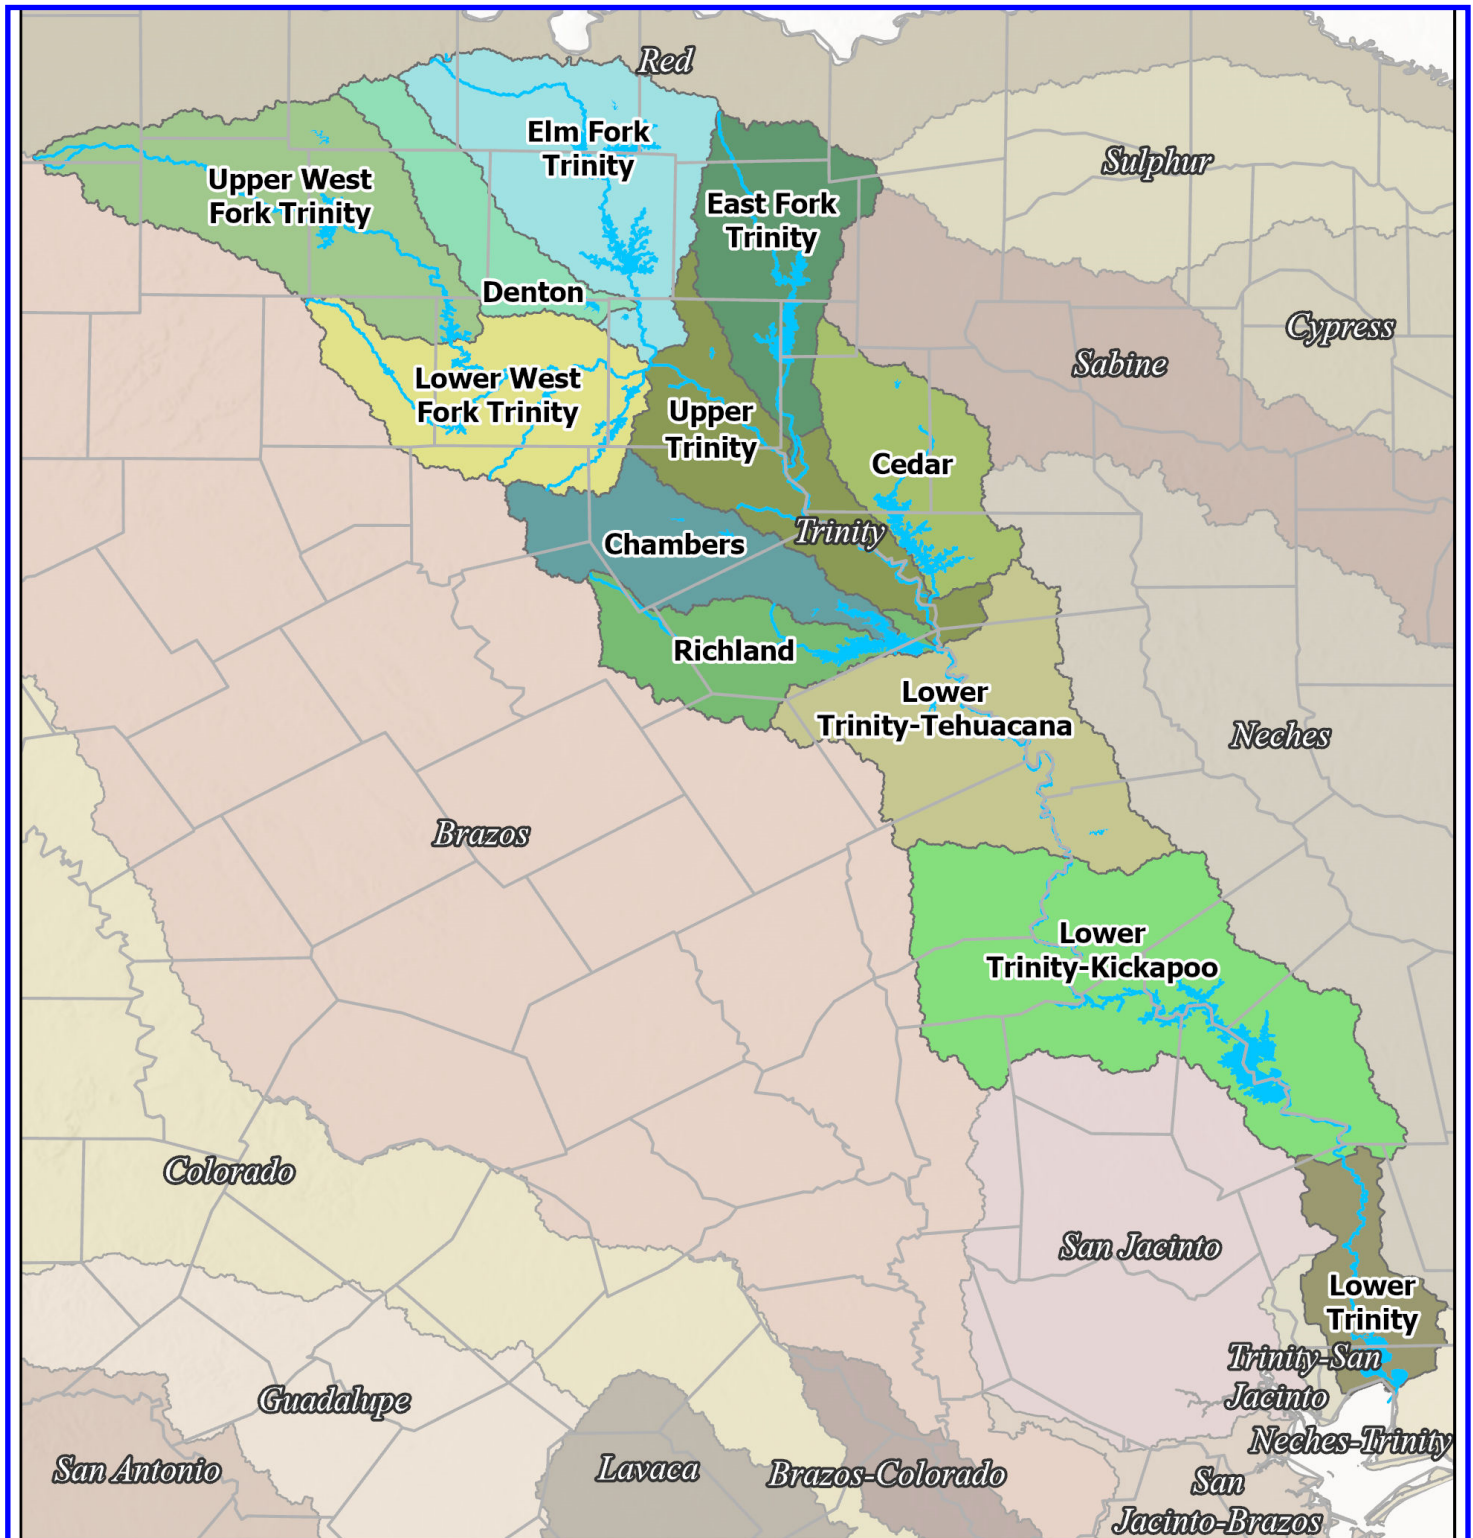 Red
Elm Fork
Trinity
Sulphur
Upper West
Fork Trinity
East Fork
Trinity
Denton
Cypress
Sabine
Lower West
Fork Trinity
Upper
Trinity
Cedar
Trinity
Chambers
Richland
Lower
Trinity-Tehuacana
Neches
Brazos
Lower
Trinity-Kickapoo
Colorado
San Jacinto
Lower
Trinity
Trinity-San
Jacinto
Guadalupe
Neches-Trinity
San Antonio
Lavaca
Brazos-Colorado
San
Jacinto-Brazos